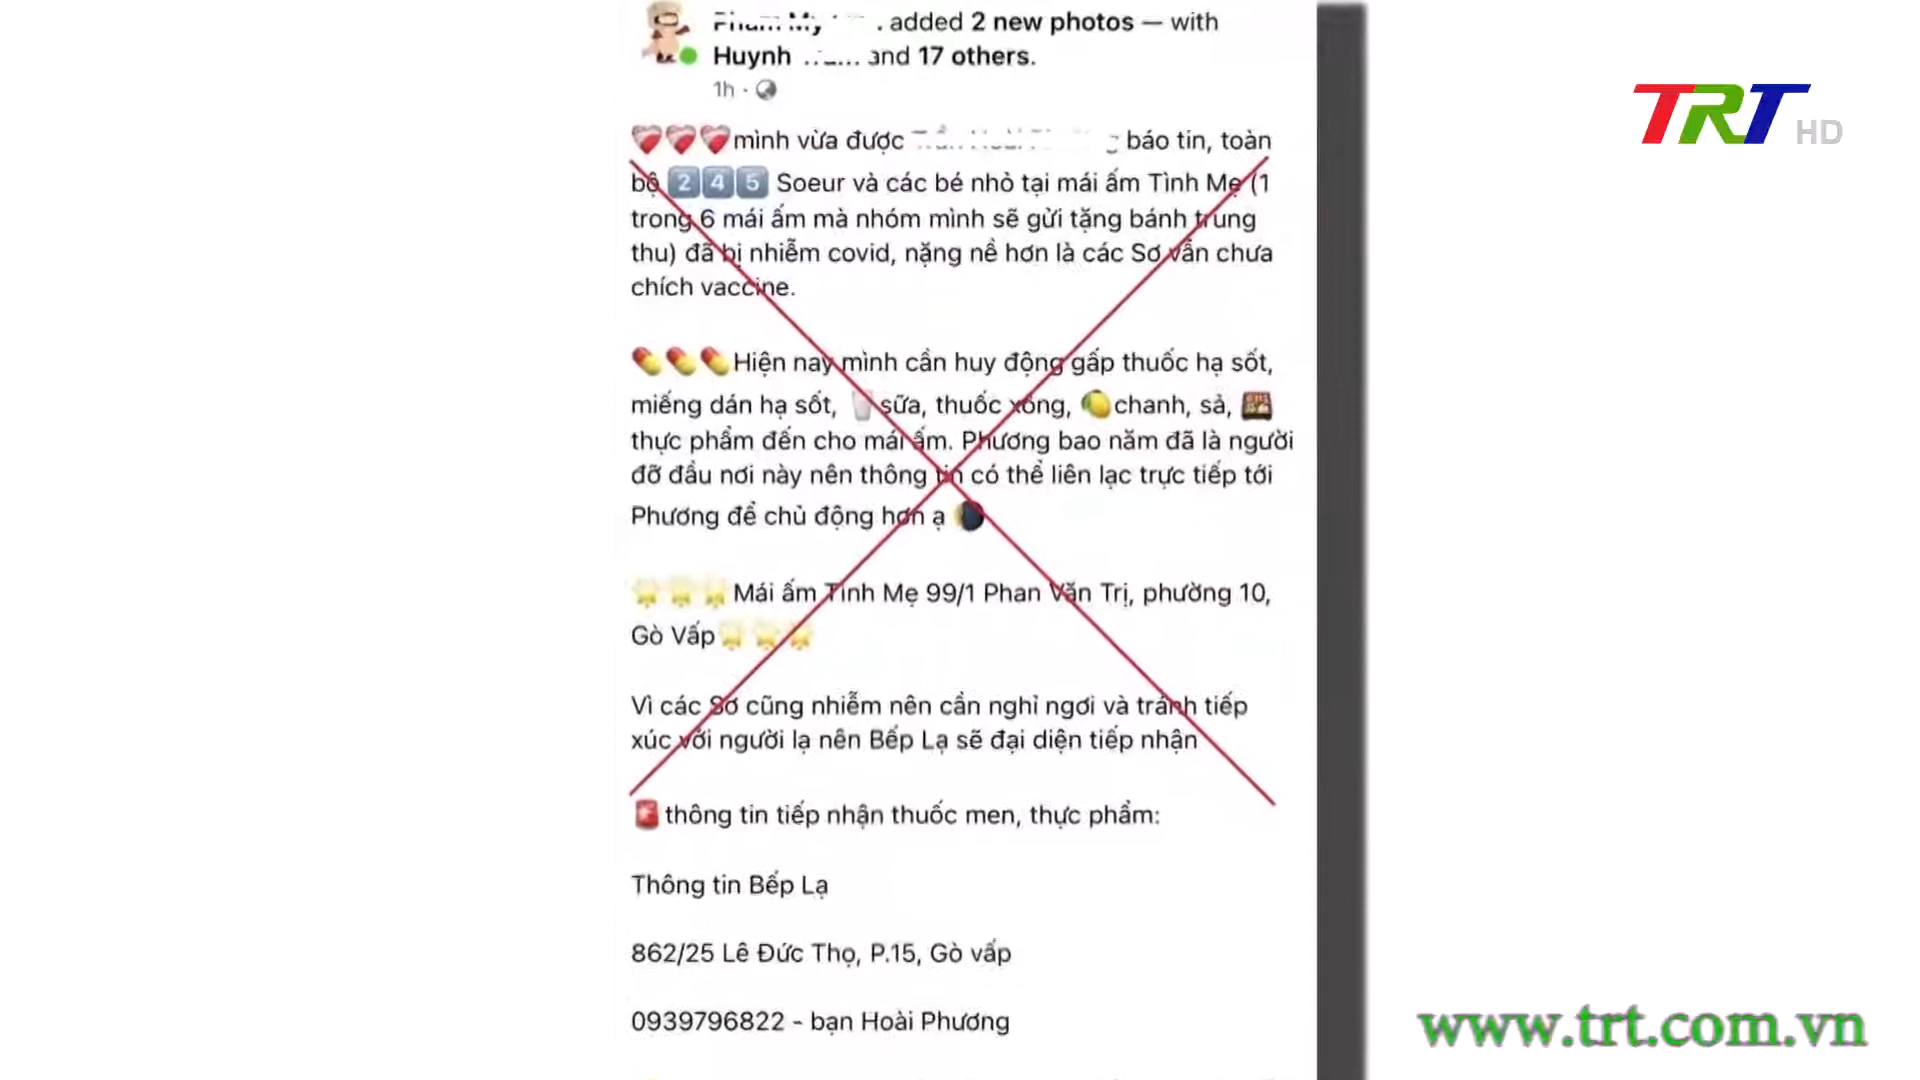 added 2 new photos — with
Huynh and 17 others.
1h ·
TRT HD
mình vừa được báo tin, toàn
bộ 2 4 5 Soeur và các bé nhỏ tại mái ấm Tình Mẹ (1
trong 6 mái ấm mà nhóm mình sẽ gửi tặng bánh trung
thu) đã bị nhiễm covid, nặng nề hơn là các Sơ vẫn chưa
chích vaccine.
Hiện nay mình cần huy động gấp thuốc hạ sốt,
miếng dán hạ sốt, sữa, thuốc xông, chanh, sả,
thực phẩm đến cho mái ấm. Phương bao năm đã là người
đỡ đầu nơi này nên thông tin có thể liên lạc trực tiếp tới
Phương để chủ động hơn ạ
Mái ấm Tình Mẹ 99/1 Phan Văn Trị, phường 10,
Gò Vấp
Vì các Sơ cũng nhiễm nên cần nghỉ ngơi và tránh tiếp
xúc với người lạ nên Bếp Lạ sẽ đại diện tiếp nhận
thông tin tiếp nhận thuốc men, thực phẩm:
Thông tin Bếp Lạ
862/25 Lê Đức Thọ, P.15, Gò vấp
0939796822 - bạn Hoài Phương
www.trt.com.vn